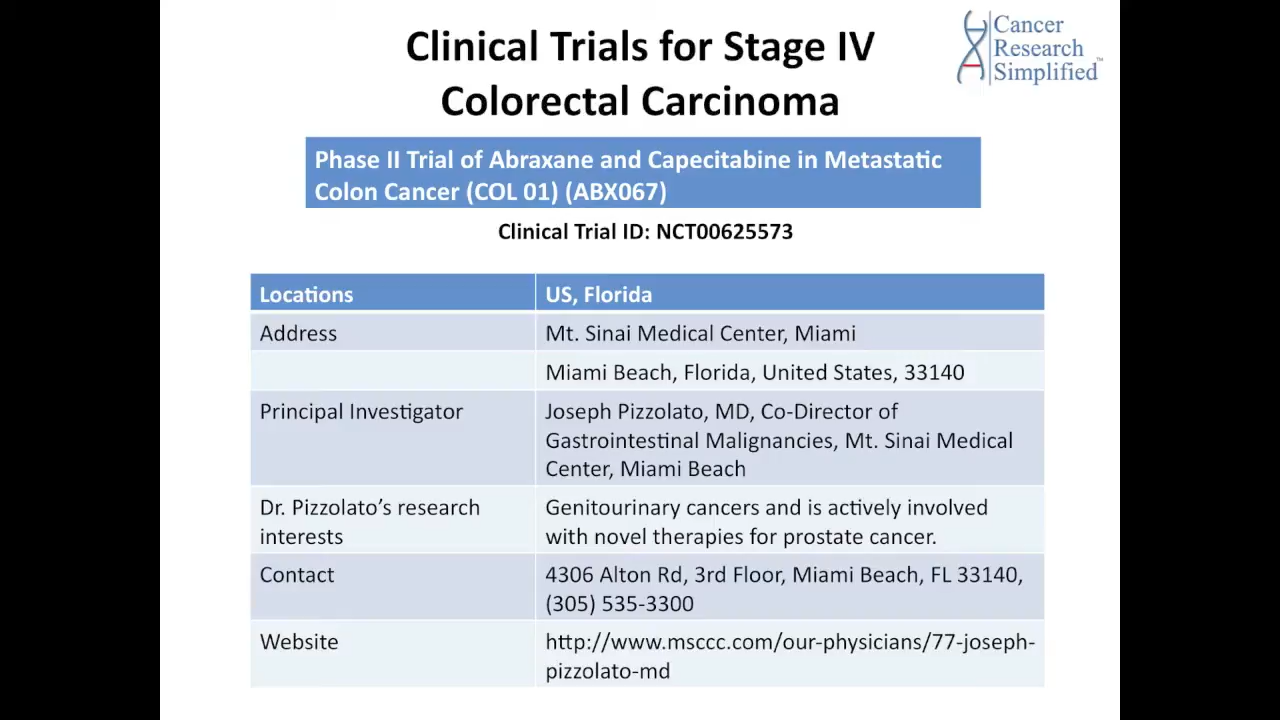 Clinical Trials for Stage IV
Colorectal Carcinoma
Cancer
Research
Simplified™
Phase II Trial of Abraxane and Capecitabine in Metastatic
Colon Cancer (COL 01) (ABX067)
Clinical Trial ID: NCT00625573
Locations
US, Florida
Address
Mt. Sinai Medical Center, Miami
Miami Beach, Florida, United States, 33140
Principal Investigator
Joseph Pizzolato, MD, Co-Director of
Gastrointestinal Malignancies, Mt. Sinai Medical
Center, Miami Beach
Dr. Pizzolato’s research
interests
Genitourinary cancers and is actively involved
with novel therapies for prostate cancer.
Contact
4306 Alton Rd, 3rd Floor, Miami Beach, FL 33140,
(305) 535-3300
Website
http://www.msccc.com/our-physicians/77-joseph-
pizzolato-md